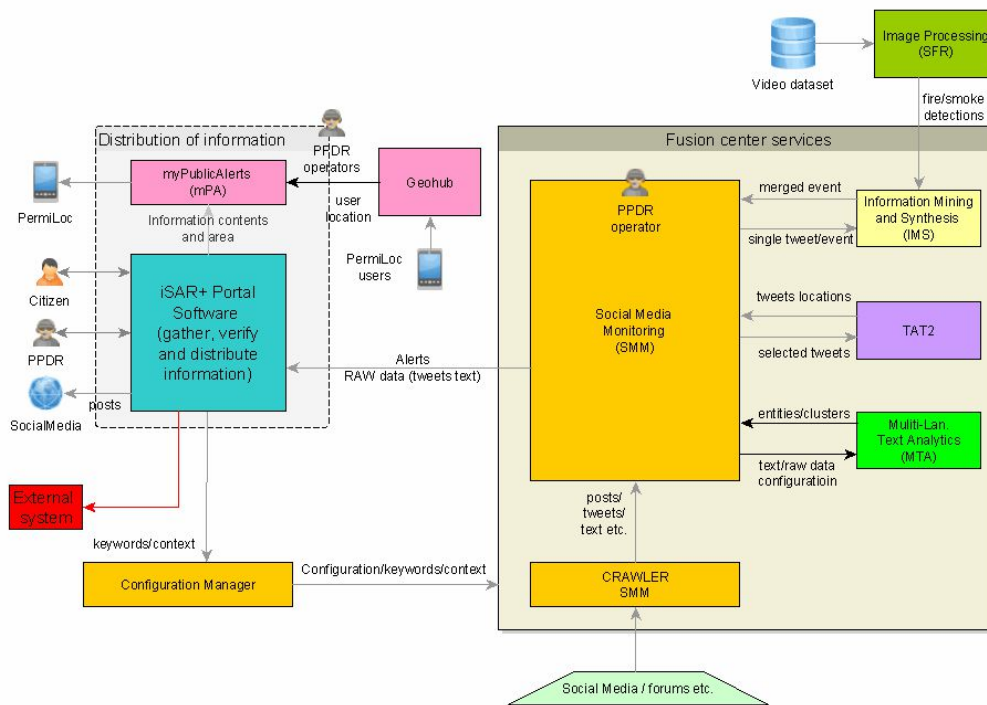 Video dataset
Image Processing
(SFR)
fire/smoke
detections
Distribution of information
PPDR
operators
myPublicAlerts
(mPA)
PermiLoc
user
location
Geohub
Information contents
and area
PermiLoc
users
Citizen
PPDR
SocialMedia
posts
iSAR+ Portal
Software
(gather, verify
and distribute
information)
Alerts
RAW data (tweets text)
External
system
keywords/context
Configuration Manager
Configuration/keywords/context
Fusion center services
PPDR
operator
Social Media
Monitoring
(SMM)
merged event
single tweet/event
Information Mining
and Synthesis
(IMS)
tweets locations
selected tweets
TAT2
entities/clusters
text/raw data
configuratioin
Muliti-Lan.
Text Analytics
(MTA)
posts/
tweets/
text etc.
CRAWLER
SMM
Social Media / forums etc.